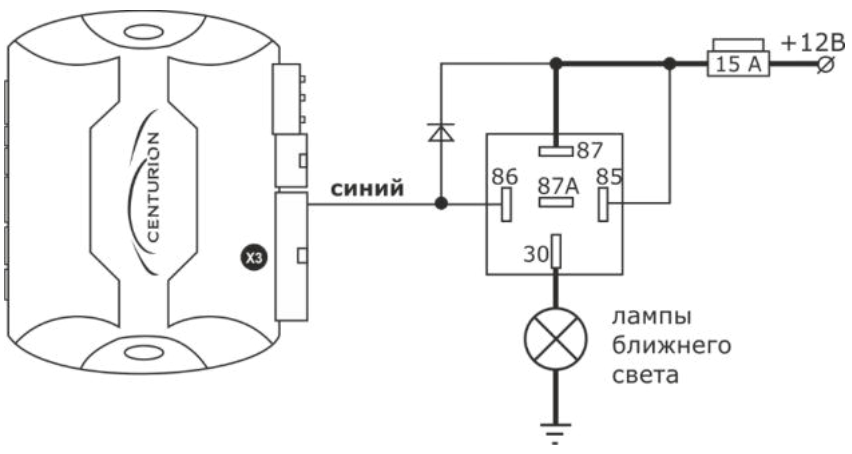 +12В
15 А
87
86
87А
85
синий
CENTURION
X3
30
лампы
ближнего
света